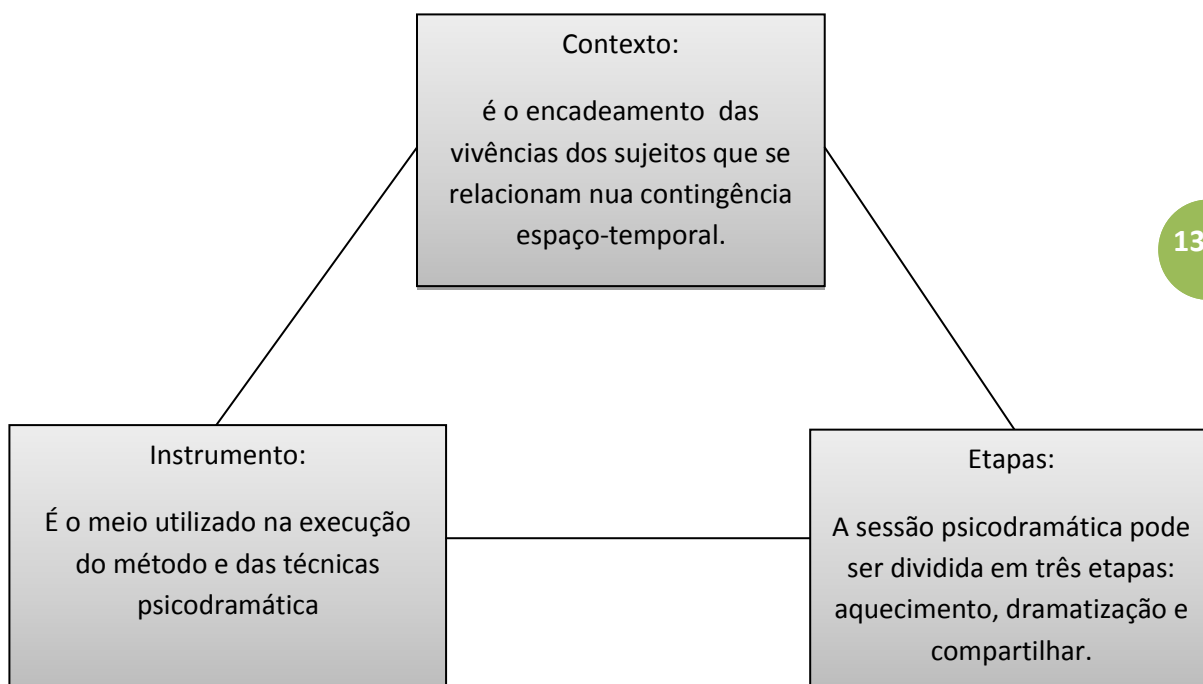 Contexto:
é o encadeamento das
vivências dos sujeitos que se
relacionam nua contingência
espaço-temporal.
13
Instrumento:
É o meio utilizado na execução
do método e das técnicas
psicodramática
Etapas:
A sessão psicodramática pode
ser dividida em três etapas:
aquecimento, dramatização e
compartilhar.